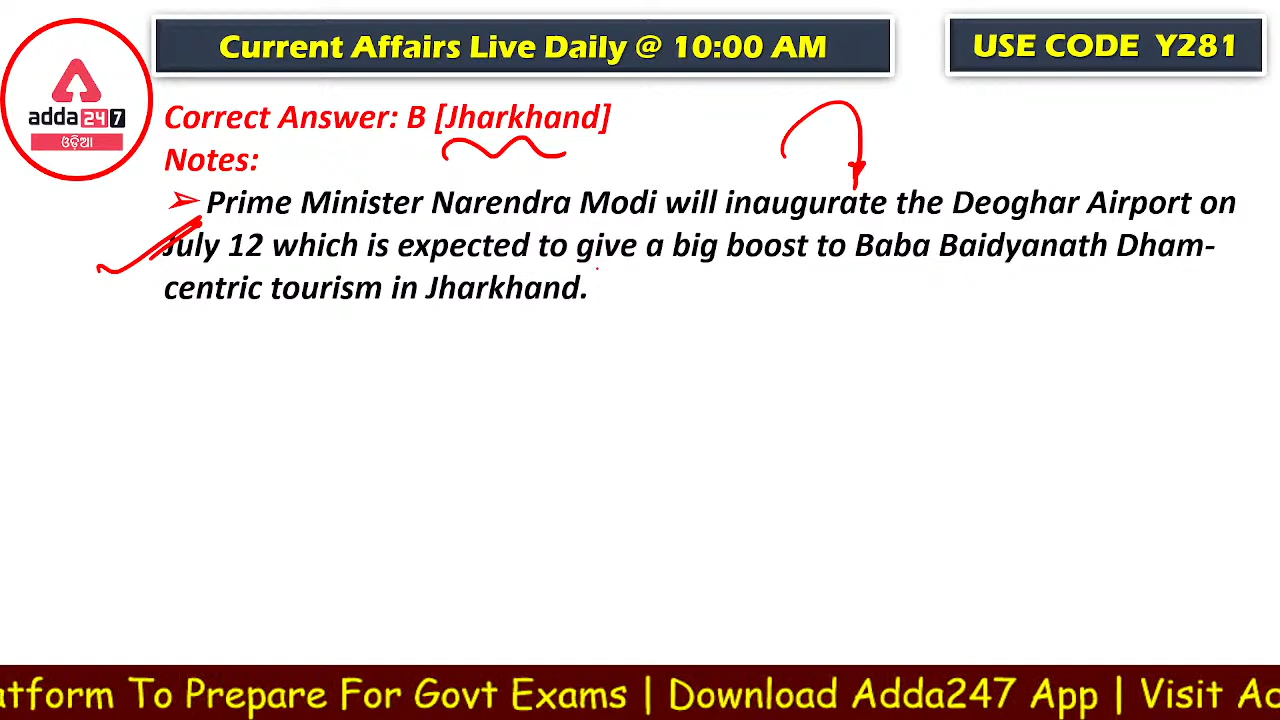 Current Affairs Live Daily @ 10:00 AM
USE CODE Y281
adda247
ଓଡ଼ିଆ
Correct Answer: B [Jharkhand]
Notes:
➢ Prime Minister Narendra Modi will inaugurate the Deoghar Airport on
July 12 which is expected to give a big boost to Baba Baidyanath Dham-
centric tourism in Jharkhand.
To Prepare For Govt Exams | Download Adda247 App | Visit